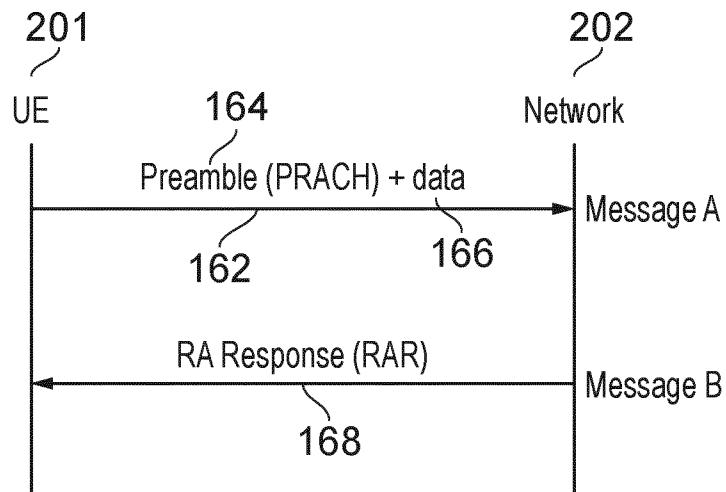 201
202
UE
Network
164
Preamble (PRACH) + data
Message A
162
166
RA Response (RAR)
Message B
168